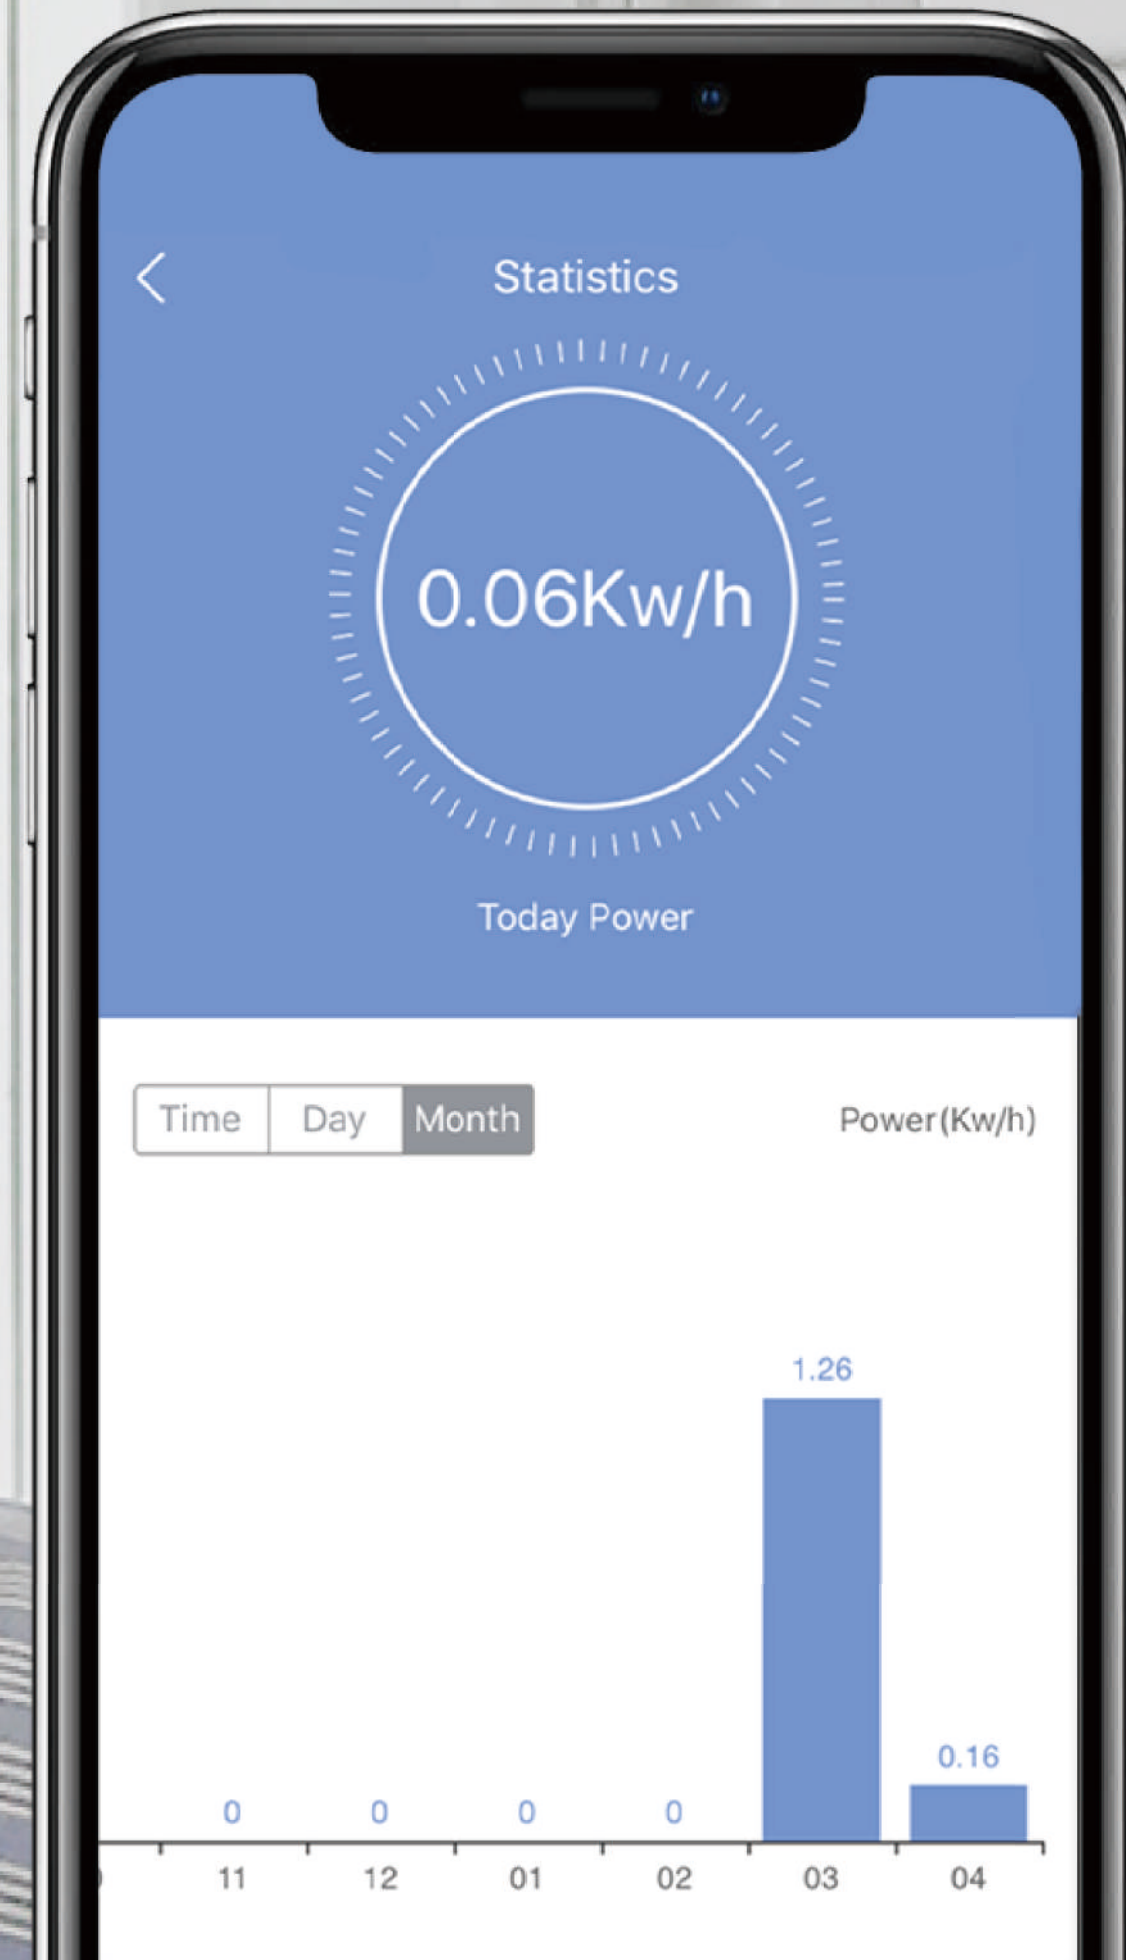 Statistics
0.06Kw/h
Today Power
Time Day Month Power(Kw/h)
1.26
0.16
0 0 0 0
11 12 01 02 03 04